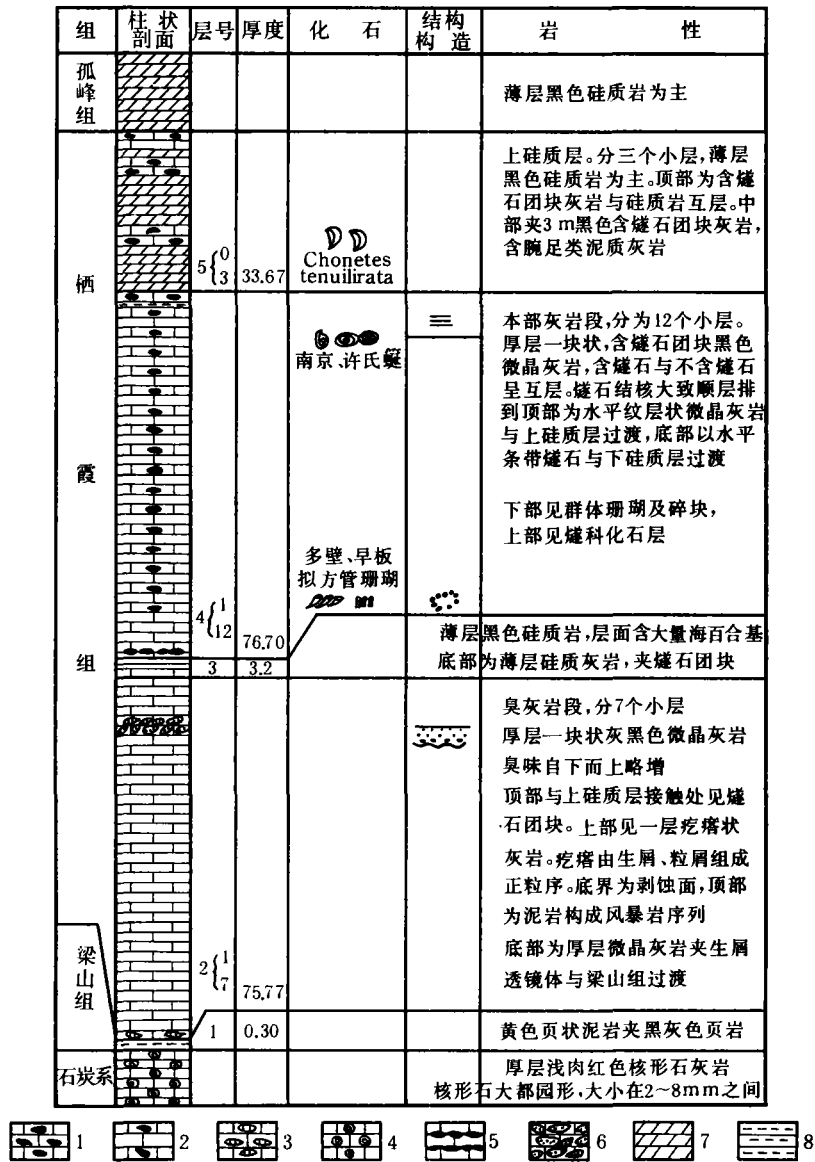 组
柱状
剖面
层号
厚度
化 石
结构
构造
岩 性
孤
峰
组
薄层黑色硅质岩为主
栖
霞
组
5{0
3
33.67
Chonetes
tenuilirata
上硅质层。分三个小层,薄层
黑色硅质岩为主。顶部为含燧
石团块灰岩与硅质岩互层。中
部夹3 m黑色含燧石团块灰岩,
含腕足类泥质灰岩
南京、许氏䗴
本部灰岩段,分为12个小层。
厚层一块状,含燧石团块黑色
微晶灰岩,含燧石与不含燧石
呈互层。燧石结核大致顺层排
到顶部为水平纹层状微晶灰岩
与上硅质层过渡,底部以水平
条带燧石与下硅质层过渡
下部见群体珊瑚及碎块,
上部见燧科化石层
多壁、早板
拟方管珊瑚
4{1
12
76.70
薄层黑色硅质岩,层面含大量海百合基
底部为薄层硅质灰岩,夹燧石团块
3
3.2
臭灰岩段,分7个小层
厚层一块状灰黑色微晶灰岩
臭味自下而上略增
顶部与上硅质层接触处见燧
石团块。上部见一层疙瘩状
灰岩。疙瘩由生屑、粒屑组成
正粒序。底界为剥蚀面,顶部
为泥岩构成风暴岩序列
底部为厚层微晶灰岩夹生屑
透镜体与梁山组过渡
2{1
7
75.77
梁
山
组
1
0.30
黄色页状泥岩夹黑灰色页岩
石炭系
厚层浅肉红色核形石灰岩
核形石大都园形,大小在2~8mm之间
1
2
3
4
5
6
7
8